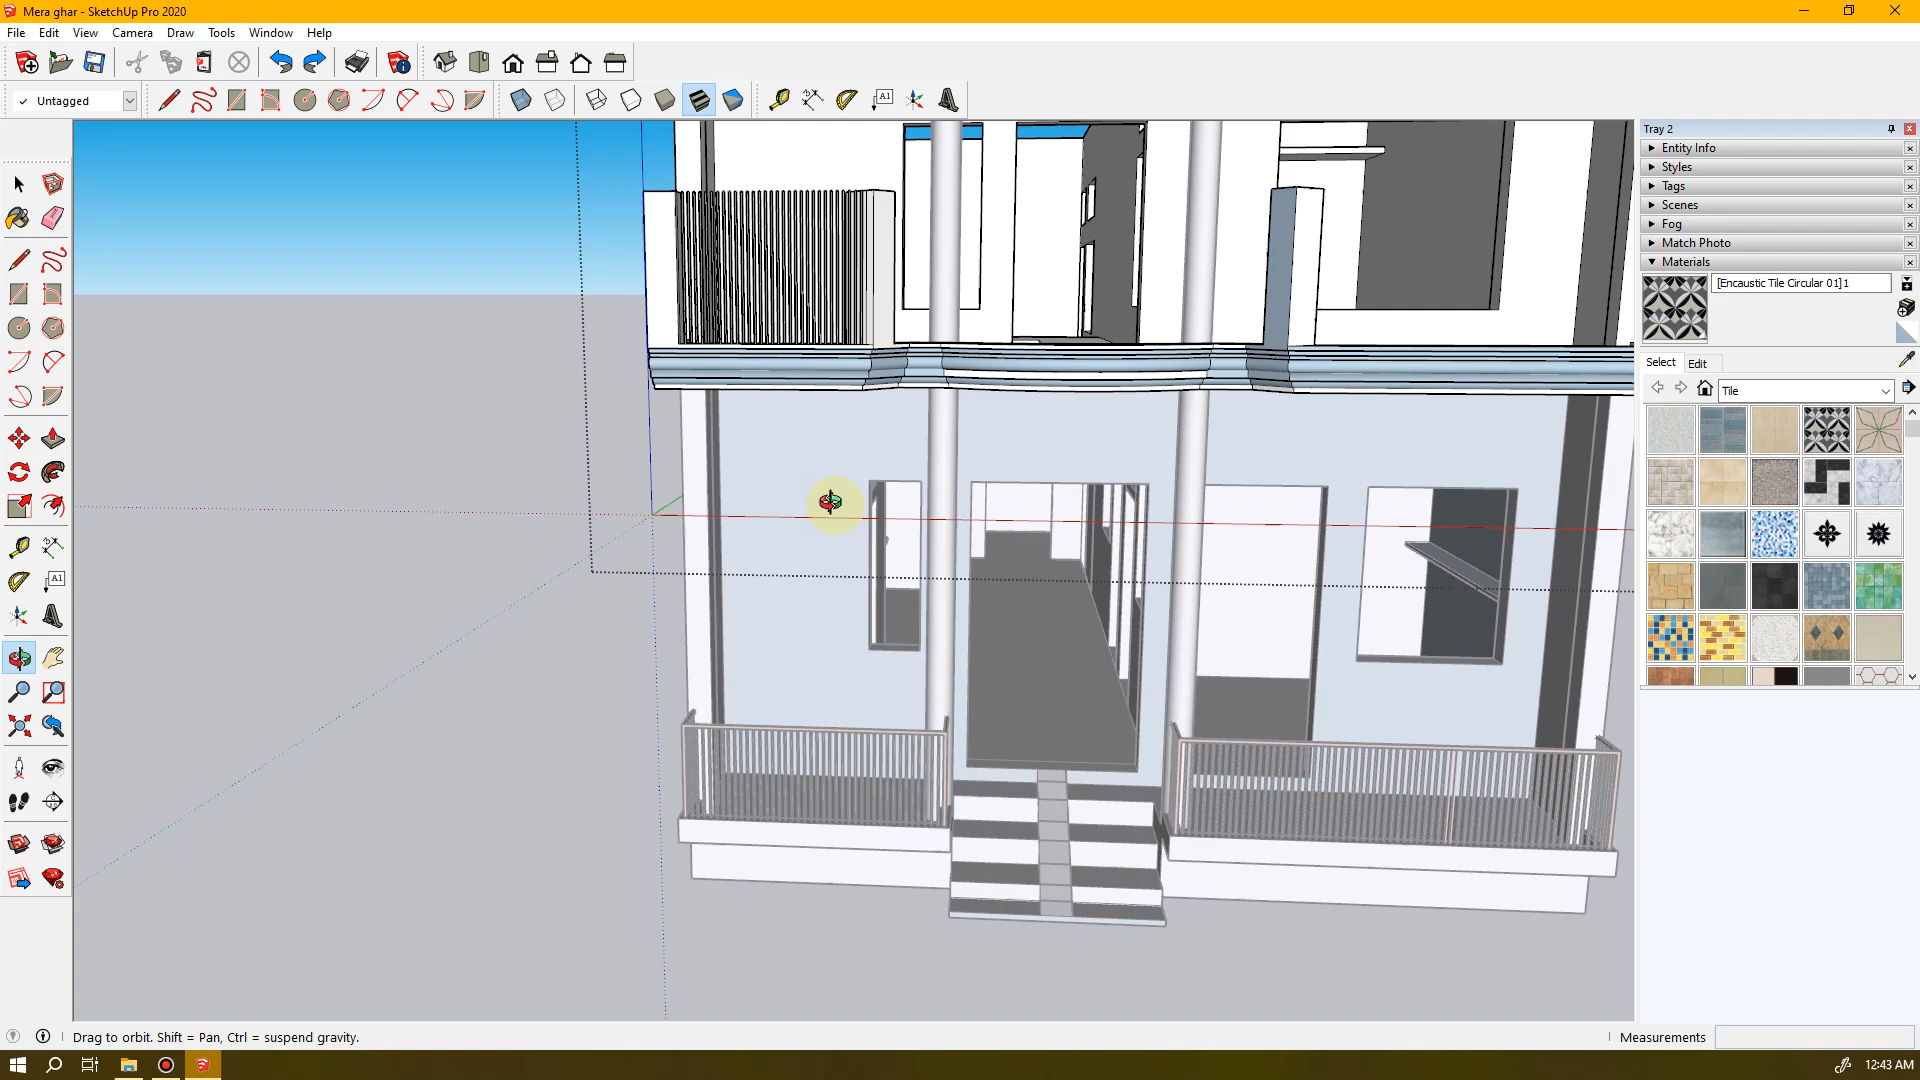 Mera ghar - SketchUp Pro 2020
File Edit View Camera Draw Tools Window Help
Untagged
A1
A1
Tray 2
Entity Info
Styles
Tags
Scenes
Fog
Match Photo
Materials
[Encaustic Tile Circular 01]1
Select Edit
Tile
Drag to orbit. Shift = Pan, Ctrl = suspend gravity.
Measurements
12:43 AM